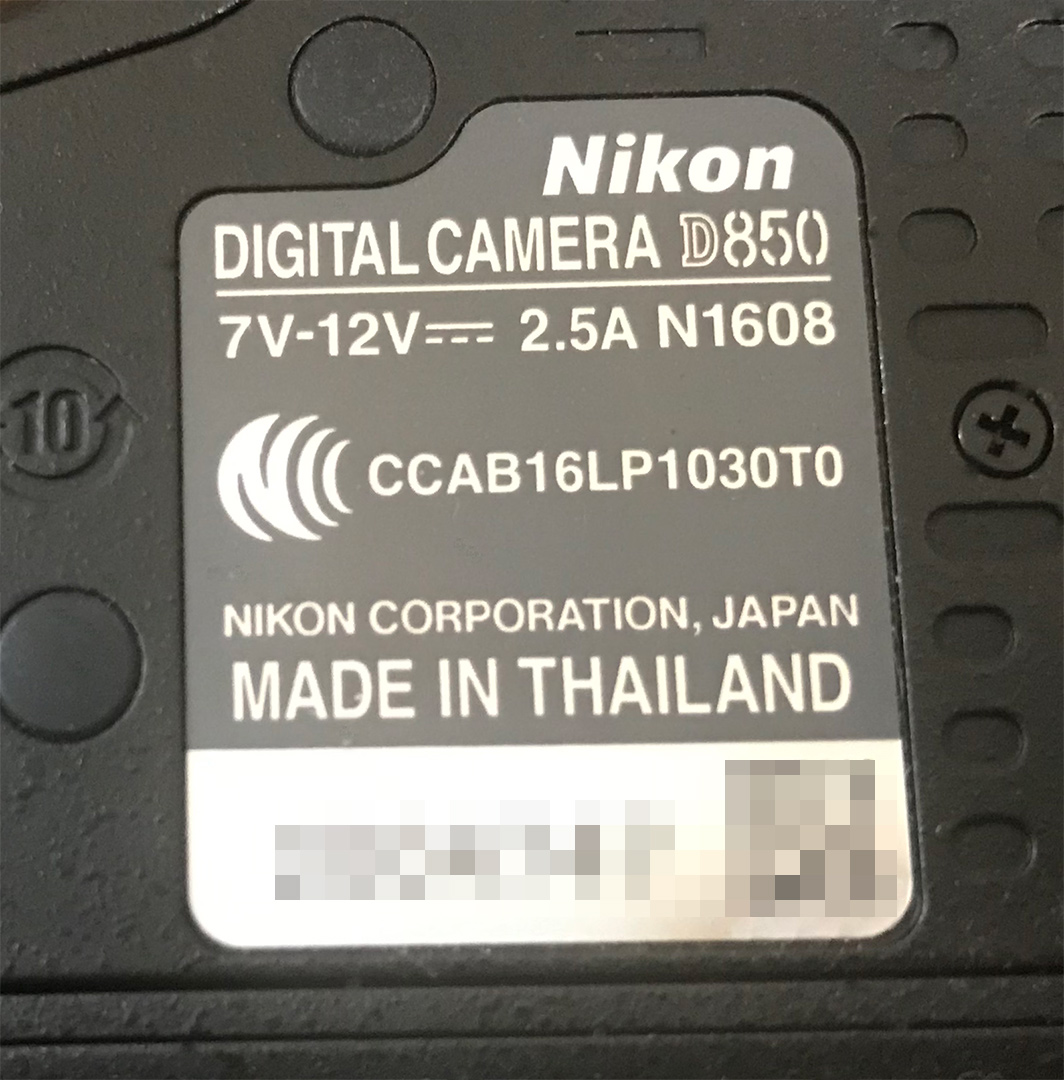 Nikon
DIGITAL CAMERA D850
7V-12V⎓ 2.5A N1608
CCAB16LP1030T0
NIKON CORPORATION, JAPAN
MADE IN THAILAND
10